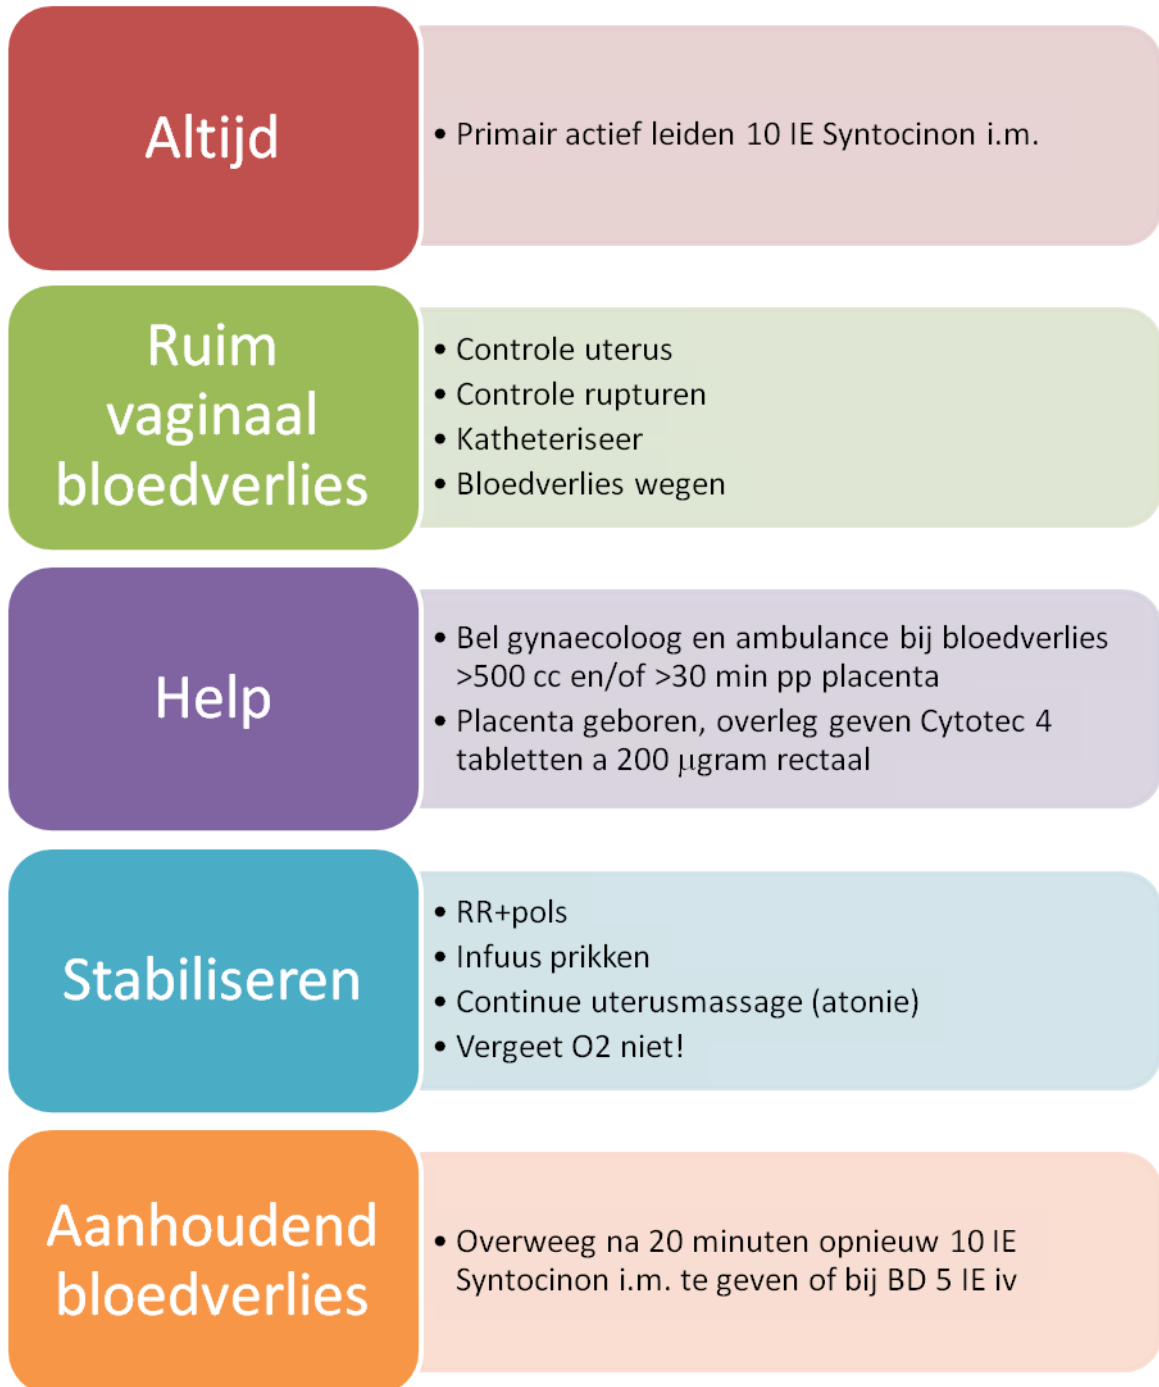 Altijd
• Primair actief leiden 10 IE Syntocinon i.m.
Ruim
vaginaal
bloedverlies
• Controle uterus
• Controle rupturen
• Katheteriseer
• Bloedverlies wegen
Help
• Bel gynaecoloog en ambulance bij bloedverlies
>500 cc en/of >30 min pp placenta
• Placenta geboren, overleg geven Cytotec 4
tabletten a 200 µgram rectaal
Stabiliseren
• RR+pols
• Infuus prikken
• Continue uterusmassage (atonie)
• Vergeet O2 niet!
Aanhoudend
bloedverlies
• Overweeg na 20 minuten opnieuw 10 IE
Syntocinon i.m. te geven of bij BD 5 IE iv